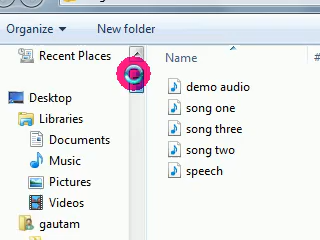 Organize New folder
Recent Places
Desktop
Libraries
Documents
Music
Pictures
Videos
gautam
Name
demo audio
song one
song three
song two
speech